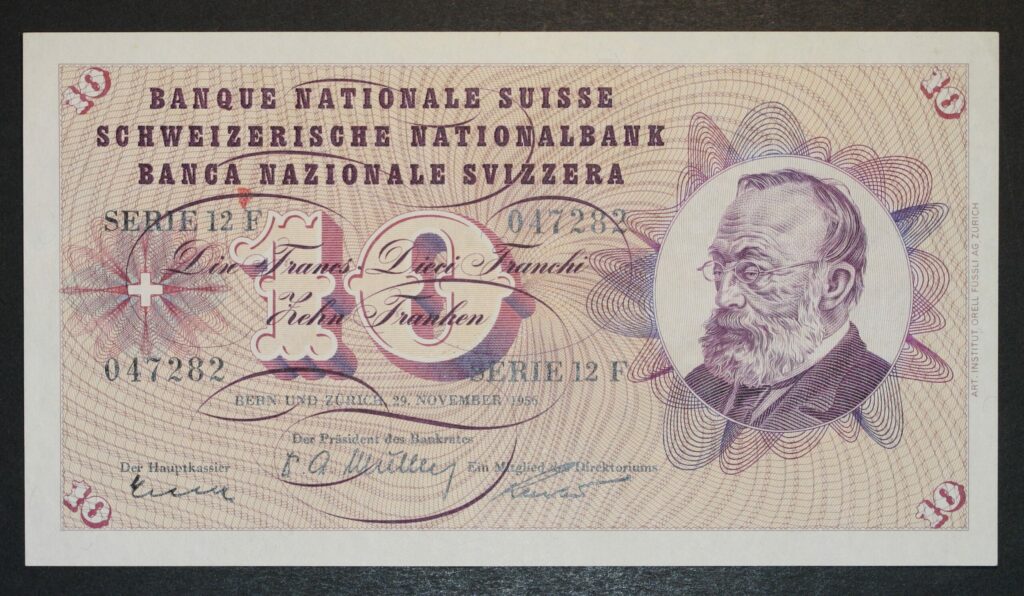 10 10
BANQUE NATIONALE SUISSE
SCHWEIZERISCHE NATIONALBANK
BANCA NAZIONALE SVIZZERA
SERIE 12 F 047282
10
Dix Francs Dieci Franchi
Zehn Franken
047282 SERIE 12 F
BERN UND ZÜRICH, 29. NOVEMBER 1956
Der Präsident des Bankrates
Der Hauptkassier Ein Mitglied des Direktoriums
10 10
ART. INSTITUT ORELL FÜSSLI AG ZÜRICH